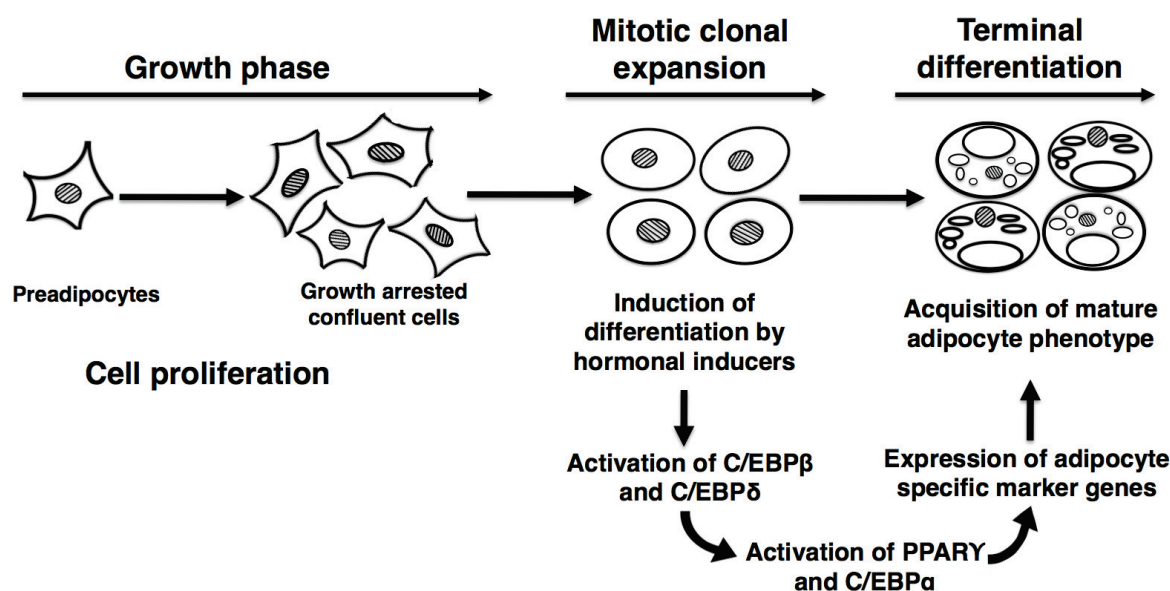 Growth phase
Mitotic clonal
expansion
Terminal
differentiation
Preadipocytes
Growth arrested
confluent cells
Cell proliferation
Induction of
differentiation by
hormonal inducers
Acquisition of mature
adipocyte phenotype
Activation of C/EBPβ
and C/EBPδ
Expression of adipocyte
specific marker genes
Activation of PPARϒ
and C/EBPα